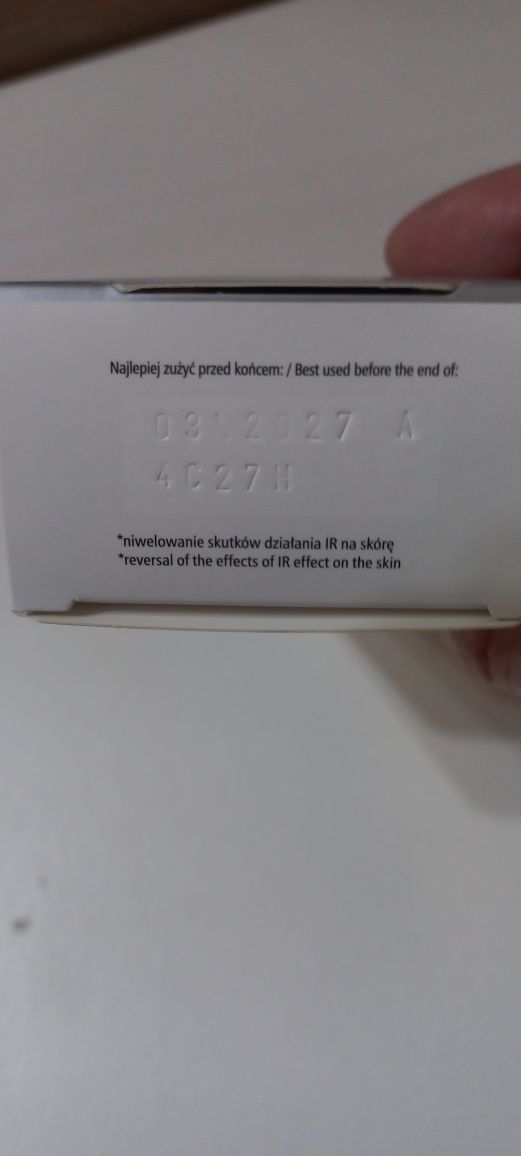 Najlepiej zużyć przed końcem: / Best used before the end of:
03\2027 A
4C27H
*niwelowanie skutków działania IR na skórę
*reversal of the effects of IR effect on the skin